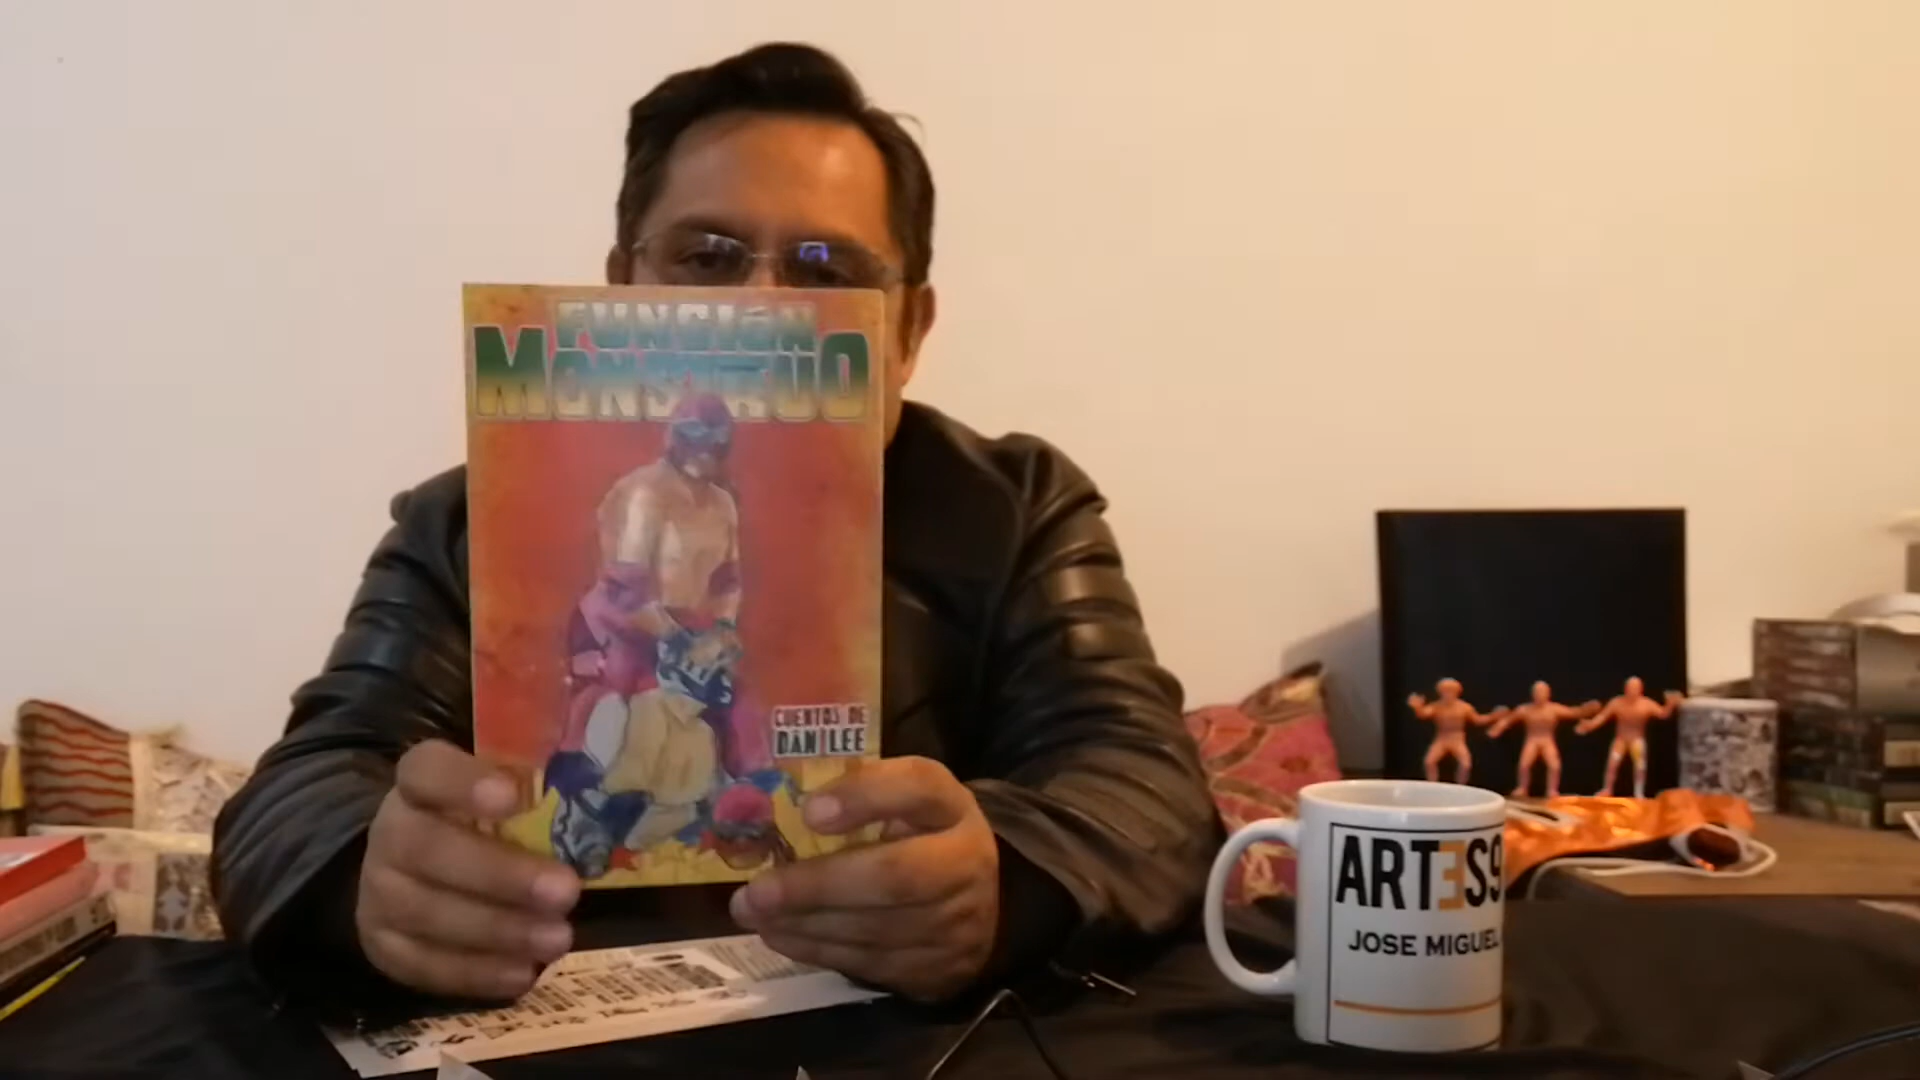 FUNCIÓN
MONSTRUO
CUENTOS DE
DAN LEE
ARTES9
JOSE MIGUEL